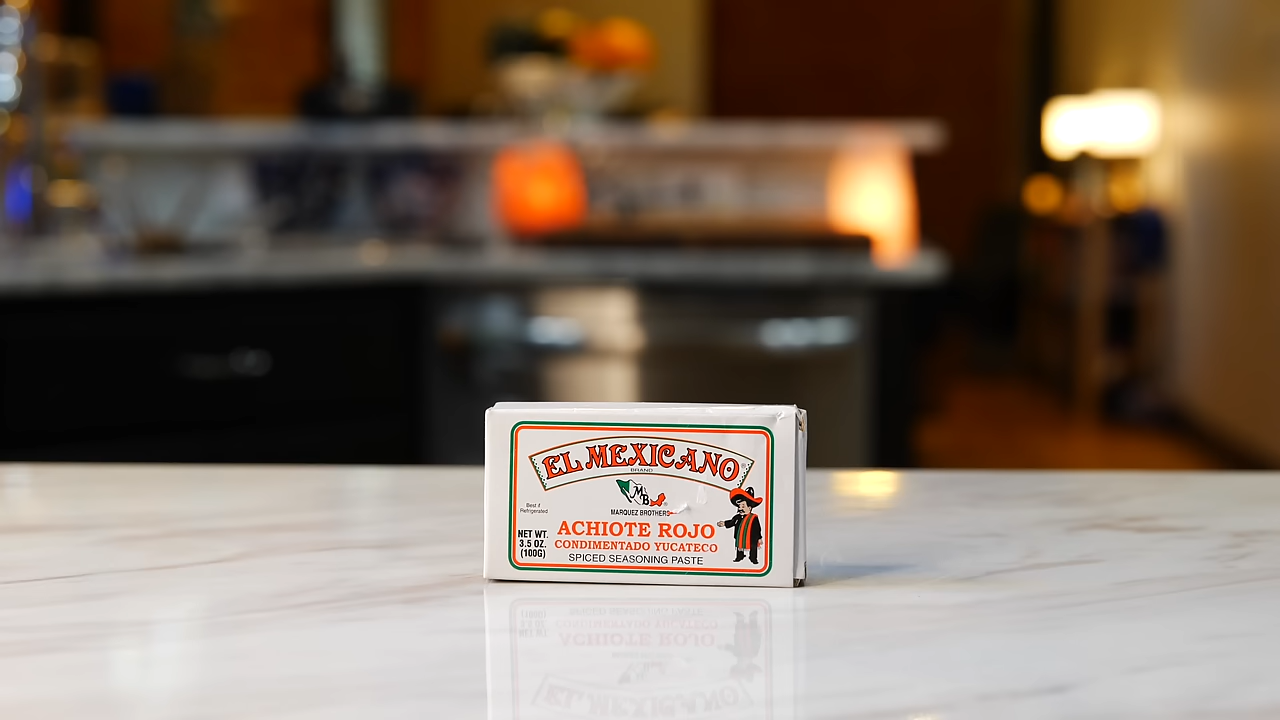 EL MEXICANO®
BRAND
MB
MARQUEZ BROTHERS
Best if
Refrigerated
ACHIOTE ROJO
NET WT.
3.5 OZ.
(100G)
CONDIMENTADO YUCATECO
SPICED SEASONING PASTE